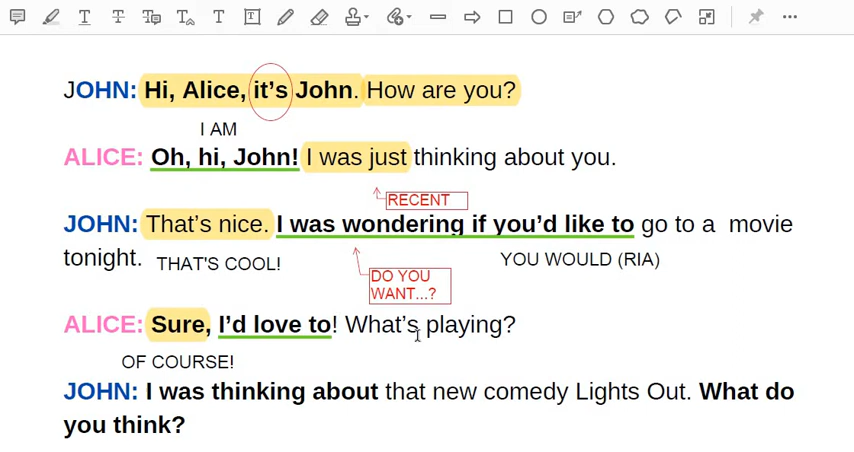 JOHN: Hi, Alice, it's John. How are you?
I AM
ALICE: Oh, hi, John! I was just thinking about you.
RECENT
JOHN: That's nice. I was wondering if you'd like to go to a movie
tonight.
THAT'S COOL!
YOU WOULD (RIA)
DO YOU
WANT...?
ALICE: Sure, I'd love to! What's playing?
OF COURSE!
JOHN: I was thinking about that new comedy Lights Out. What do
you think?